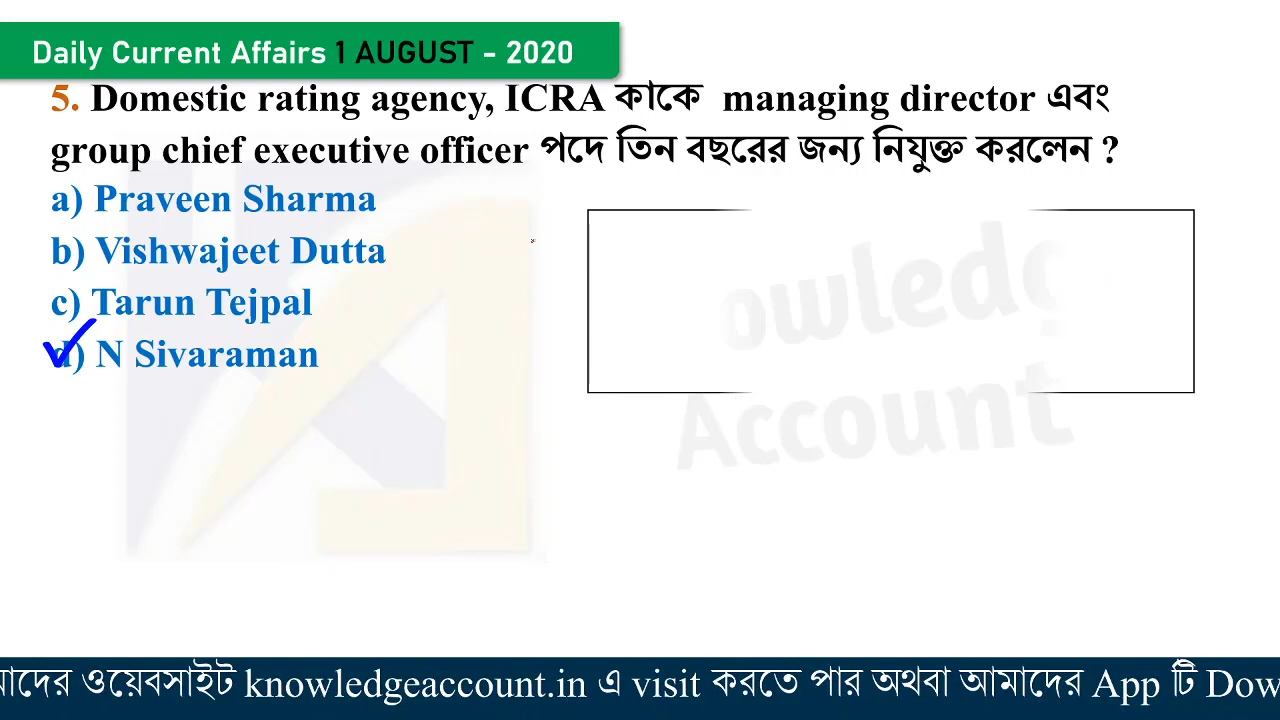 Daily Current Affairs 1 AUGUST - 2020
5. Domestic rating agency, ICRA কাকে managing director এবং
group chief executive officer পদে তিন বছরের জন্য নিযুক্ত করলেন ?
a) Praveen Sharma
b) Vishwajeet Dutta
c) Tarun Tejpal
d) N Sivaraman
owledg
Account
মাদের ওয়েবসাইট knowledgeaccount.in এ visit করতে পার অথবা আমাদের App টি Dow